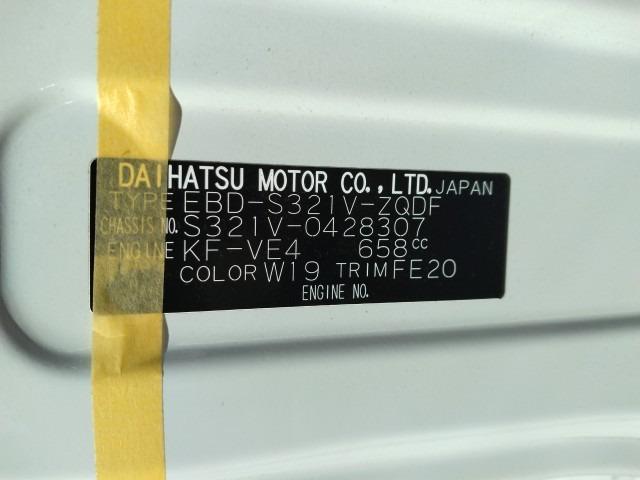 DAIHATSU MOTOR CO.,LTD. JAPAN
TYPE EBD-S321V-ZQDF
CHASSIS NO. S321V-0428307
ENGINE KF-VE4 658cc
COLOR W19 TRIM FE20
ENGINE NO.